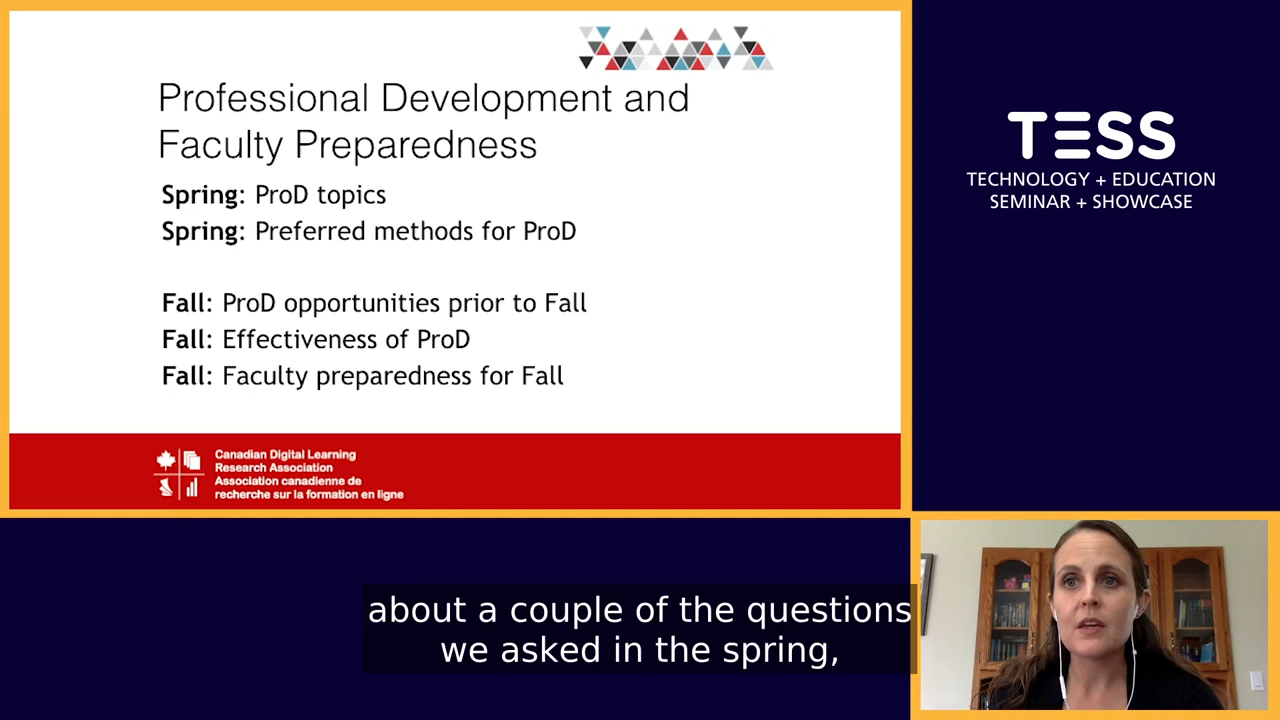 Professional Development and
Faculty Preparedness
Spring: ProD topics
Spring: Preferred methods for ProD
Fall: ProD opportunities prior to Fall
Fall: Effectiveness of ProD
Fall: Faculty preparedness for Fall
Canadian Digital Learning
Research Association
Association canadienne de
recherche sur la formation en ligne
TESS
TECHNOLOGY + EDUCATION
SEMINAR + SHOWCASE
about a couple of the questions
we asked in the spring,